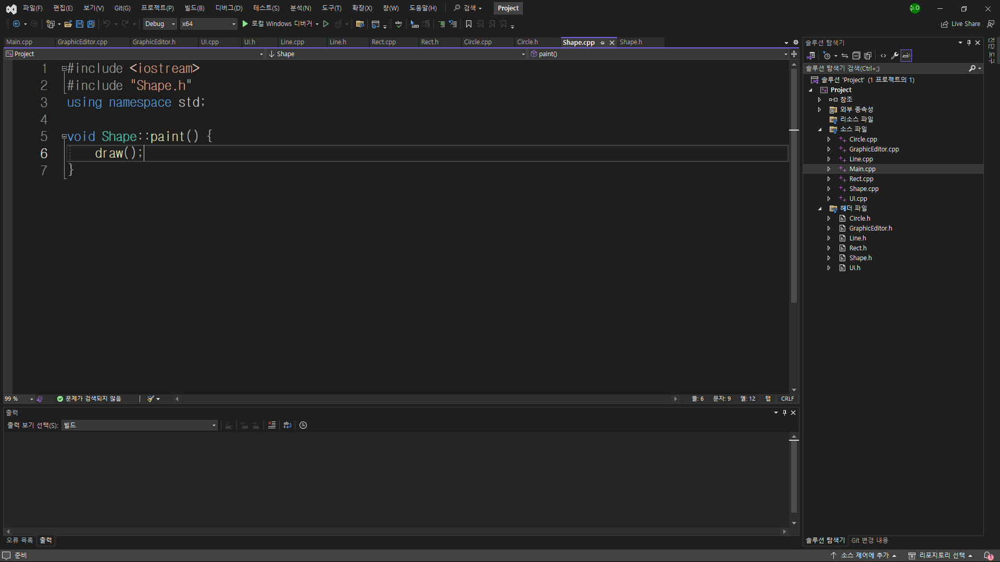 파일(F) 편집(E) 보기(V) Git(G) 프로젝트(P) 빌드(B) 디버그(D) 테스트(S) 분석(N) 도구(T) 확장(X) 창(W) 도움말(H) 검색 Project
Debug x64 로컬 Windows 디버거 Live Share
Main.cpp GraphicEditor.cpp GraphicEditor.h UI.cpp UI.h Line.cpp Line.h Rect.cpp Rect.h Circle.cpp Circle.h Shape.cpp Shape.h
Project Shape paint()
1 #include <iostream>
2 #include "Shape.h"
3 using namespace std;
4
5 void Shape::paint() {
6 draw();
7 }
99 % 문제가 검색되지 않음 줄: 6 문자: 9 열: 12 탭 CRLF
출력
출력 보기 선택(S): 빌드
오류 목록 출력
솔루션 탐색기
솔루션 탐색기 검색(Ctrl+;)
솔루션 'Project' (1 프로젝트의 1)
Project
참조
외부 종속성
리소스 파일
소스 파일
Circle.cpp
GraphicEditor.cpp
Line.cpp
Main.cpp
Rect.cpp
Shape.cpp
UI.cpp
헤더 파일
Circle.h
GraphicEditor.h
Line.h
Rect.h
Shape.h
UI.h
솔루션 탐색기 Git 변경 내용
진단 도구
준비 소스 제어에 추가 리포지토리 선택 1